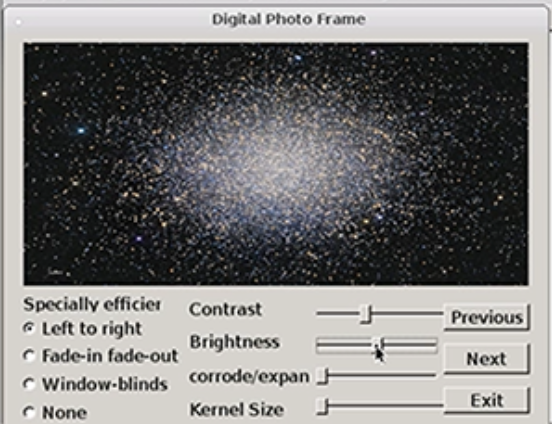 Digital Photo Frame
Specially efficier
Left to right
Fade-in fade-out
Window-blinds
None
Contrast
Brightness
corrode/expan
Kernel Size
Previous
Next
Exit